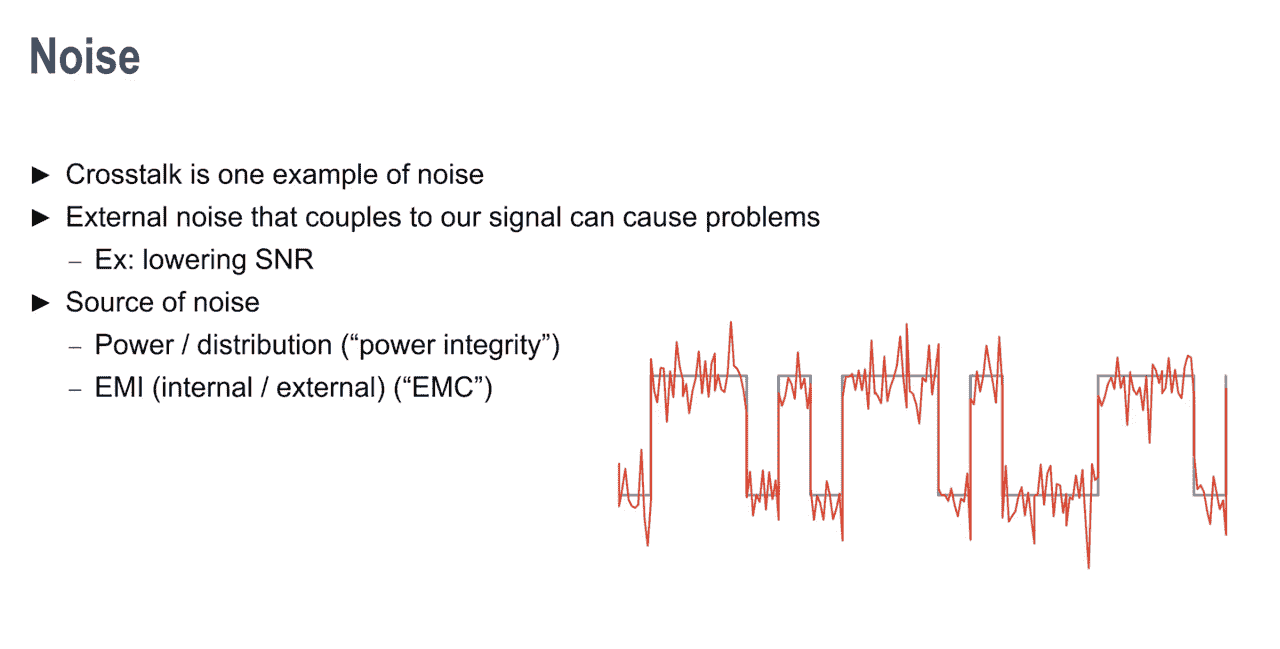 Noise
► Crosstalk is one example of noise
► External noise that couples to our signal can cause problems
– Ex: lowering SNR
► Source of noise
– Power / distribution (“power integrity”)
– EMI (internal / external) (“EMC”)